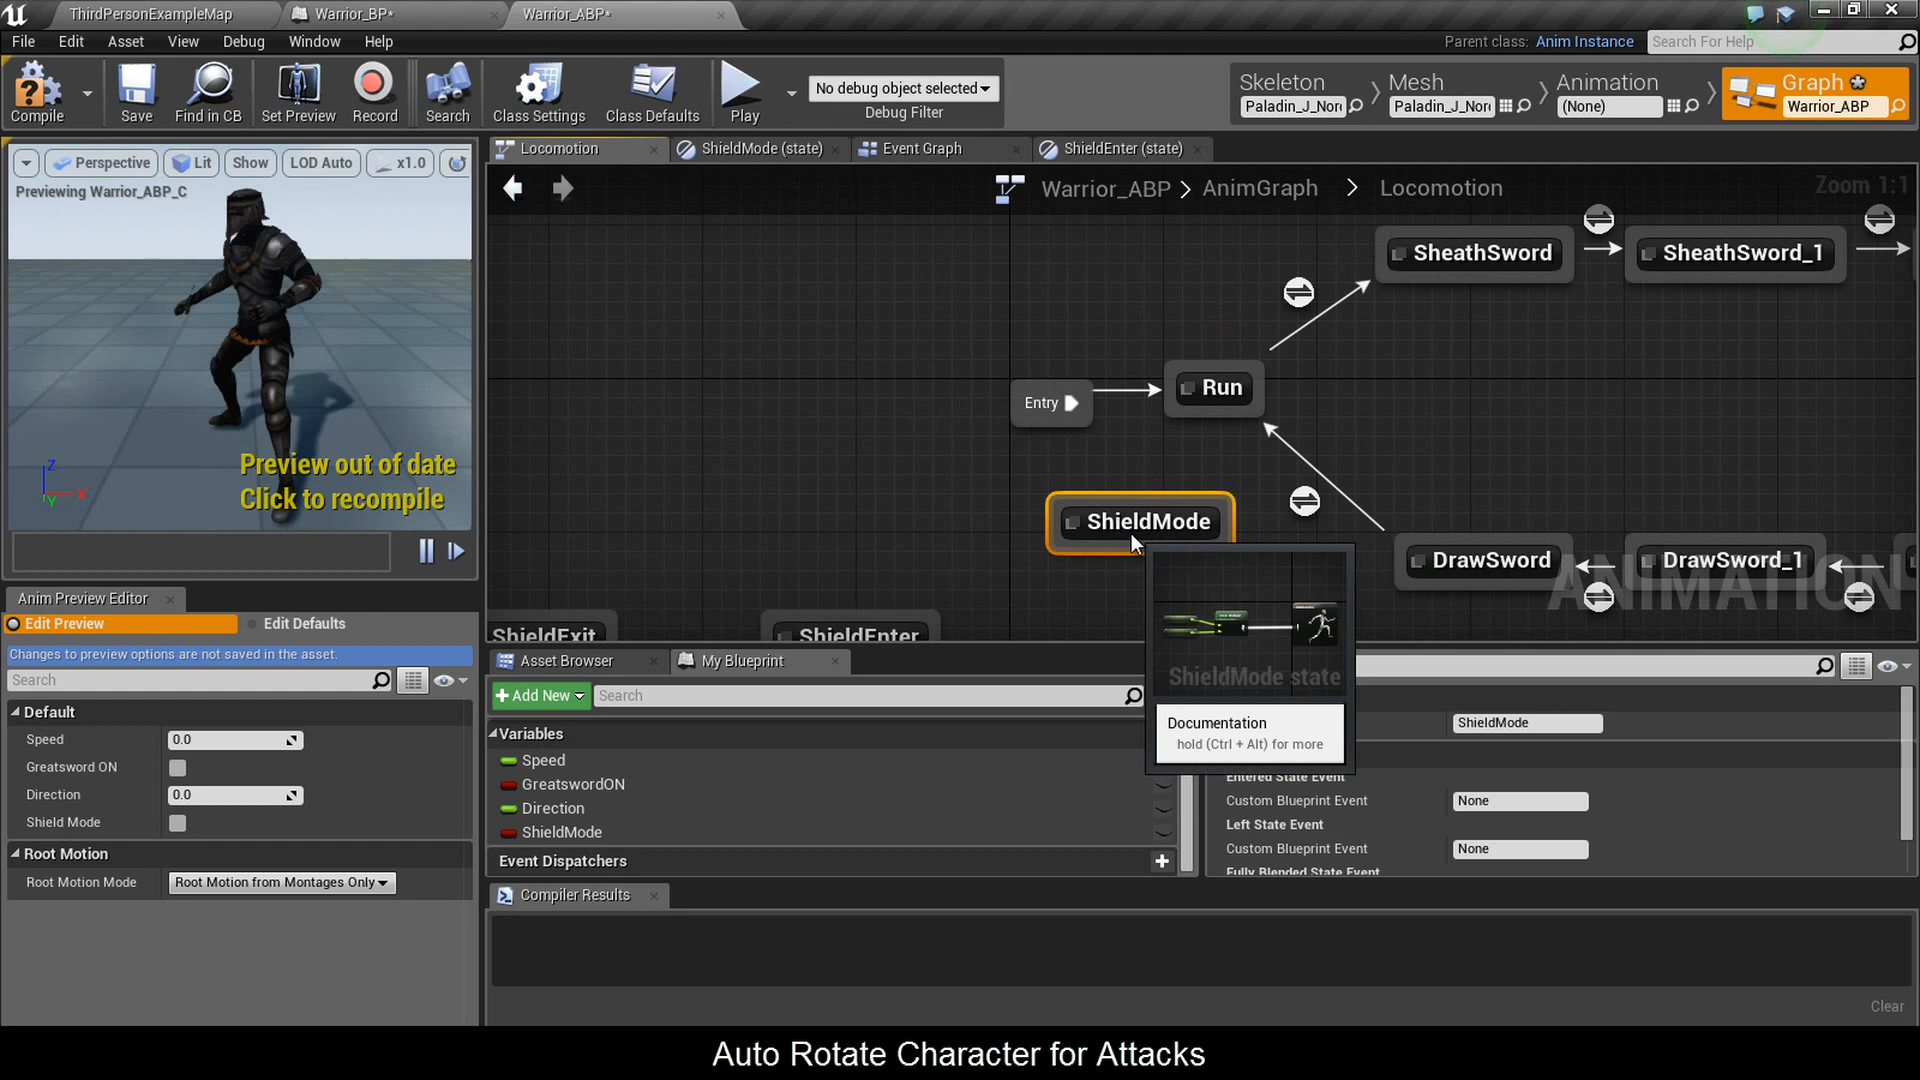 ThirdPersonExampleMap
Warrior_BP*
Warrior_ABP*
File Edit Asset View Debug Window Help
Parent class: Anim Instance
Search For Help
Compile
Save
Find in CB
Set Preview
Record
Search
Class Settings
Class Defaults
Play
No debug object selected
Debug Filter
Skeleton
Paladin_J_Nor
Mesh
Paladin_J_Nor
Animation
(None)
Graph
Warrior_ABP
Perspective
Lit
Show
LOD Auto
x1.0
Previewing Warrior_ABP_C
Preview out of date
Click to recompile
Z
X
Y
Locomotion
ShieldMode (state)
Event Graph
ShieldEnter (state)
Warrior_ABP > AnimGraph > Locomotion
Zoom 1:1
SheathSword
SheathSword_1
Entry
Run
ShieldMode
DrawSword
DrawSword_1
ANIMATION
ShieldExit
ShieldEnter
ShieldMode state
Documentation
hold (Ctrl + Alt) for more
Anim Preview Editor
Edit Preview
Edit Defaults
Changes to preview options are not saved in the asset.
Search
Default
Speed
0.0
Greatsword ON
Direction
0.0
Shield Mode
Root Motion
Root Motion Mode
Root Motion from Montages Only
Asset Browser
My Blueprint
+ Add New
Search
Variables
Speed
GreatswordON
Direction
ShieldMode
Event Dispatchers
ShieldMode
Entered State Event
Custom Blueprint Event
None
Left State Event
Custom Blueprint Event
None
Fully Blended State Event
Compiler Results
Clear
Auto Rotate Character for Attacks